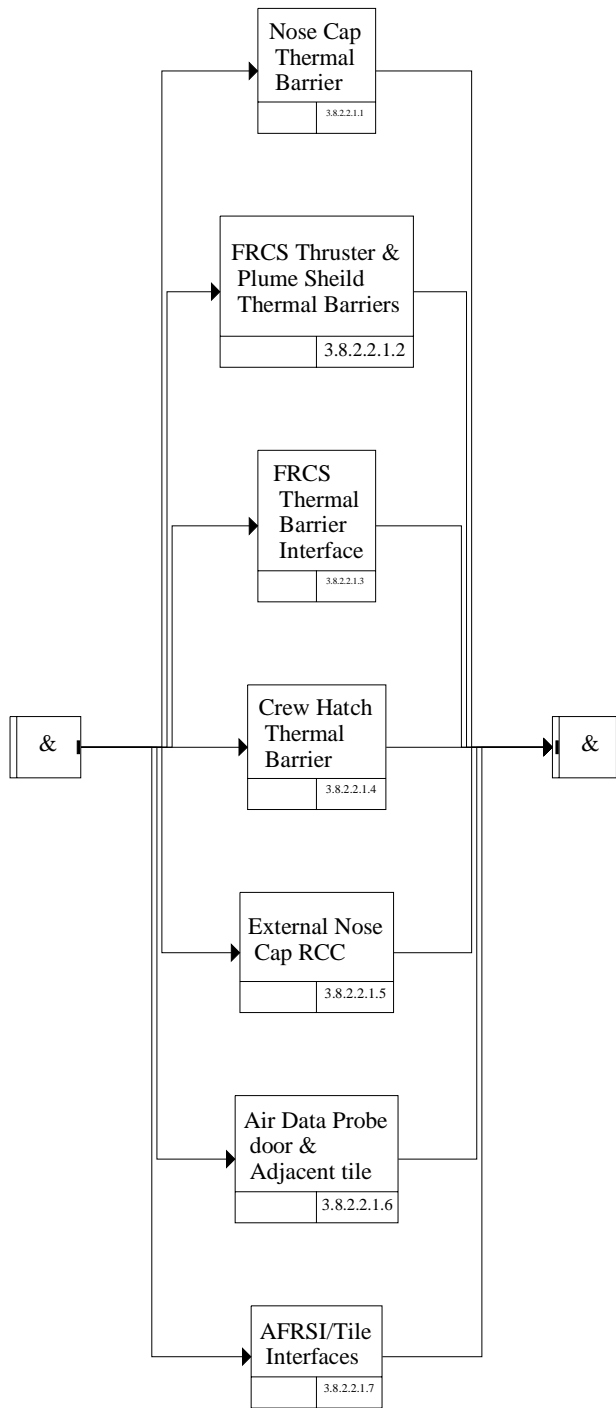 Nose Cap
Thermal
Barrier
3.8.2.2.1.1
FRCS Thruster &
Plume Sheild
Thermal Barriers
3.8.2.2.1.2
FRCS
Thermal
Barrier
Interface
3.8.2.2.1.3
&
Crew Hatch
Thermal
Barrier
3.8.2.2.1.4
&
External Nose
Cap RCC
3.8.2.2.1.5
Air Data Probe
door &
Adjacent tile
3.8.2.2.1.6
AFRSI/Tile
Interfaces
3.8.2.2.1.7